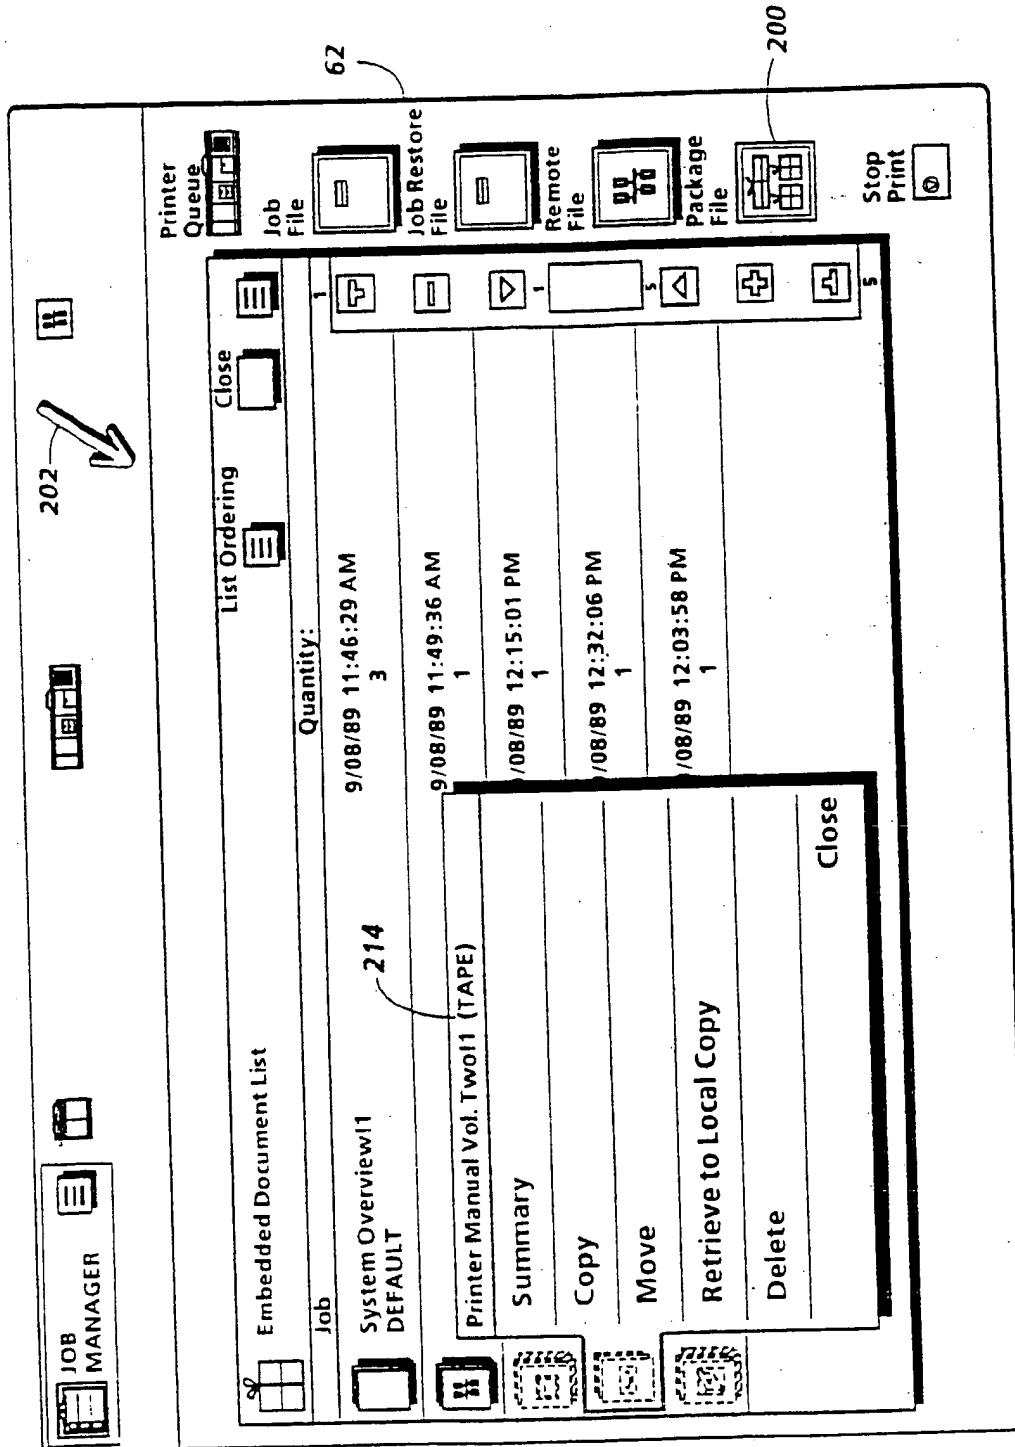 JOB
MANAGER
202
62
200
Embedded Document List
List Ordering
Close
Job
Quantity:
System Overview!1
DEFAULT
9/08/89 11:46:29 AM
3
9/08/89 11:49:36 AM
1
/08/89 12:15:01 PM
1
/08/89 12:32:06 PM
1
/08/89 12:03:58 PM
1
214
Printer Manual Vol. Two!1 (TAPE)
Summary
Copy
Move
Retrieve to Local Copy
Delete
Close
1
1
5
5
Printer
Queue
Job
File
Job Restore
File
Remote
File
Package
File
Stop
Print